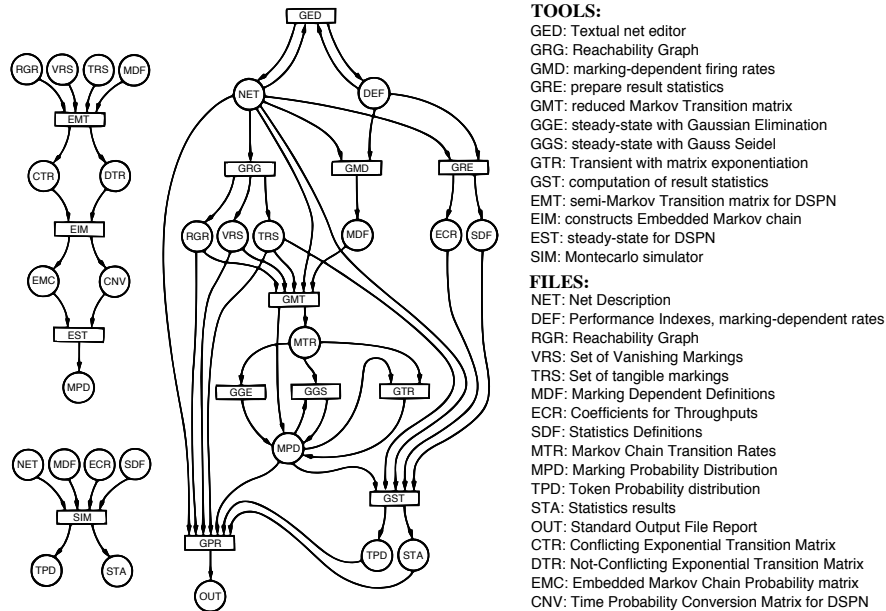 GED
RGR VRS TRS MDF
NET DEF
EMT
CTR DTR
GRG GMD GRE
EIM
RGR VRS TRS MDF ECR SDF
EMC CNV
GMT
EST
MTR
MPD
GGE GGS GTR
MPD
NET MDF ECR SDF
GST
SIM
GPR
TPD STA
TPD STA
OUT
TOOLS:
GED: Textual net editor
GRG: Reachability Graph
GMD: marking-dependent firing rates
GRE: prepare result statistics
GMT: reduced Markov Transition matrix
GGE: steady-state with Gaussian Elimination
GGS: steady-state with Gauss Seidel
GTR: Transient with matrix exponentiation
GST: computation of result statistics
EMT: semi-Markov Transition matrix for DSPN
EIM: constructs Embedded Markov chain
EST: steady-state for DSPN
SIM: Montecarlo simulator
FILES:
NET: Net Description
DEF: Performance Indexes, marking-dependent rates
RGR: Reachability Graph
VRS: Set of Vanishing Markings
TRS: Set of tangible markings
MDF: Marking Dependent Definitions
ECR: Coefficients for Throughputs
SDF: Statistics Definitions
MTR: Markov Chain Transition Rates
MPD: Marking Probability Distribution
TPD: Token Probability distribution
STA: Statistics results
OUT: Standard Output File Report
CTR: Conflicting Exponential Transition Matrix
DTR: Not-Conflicting Exponential Transition Matrix
EMC: Embedded Markov Chain Probability matrix
CNV: Time Probability Conversion Matrix for DSPN